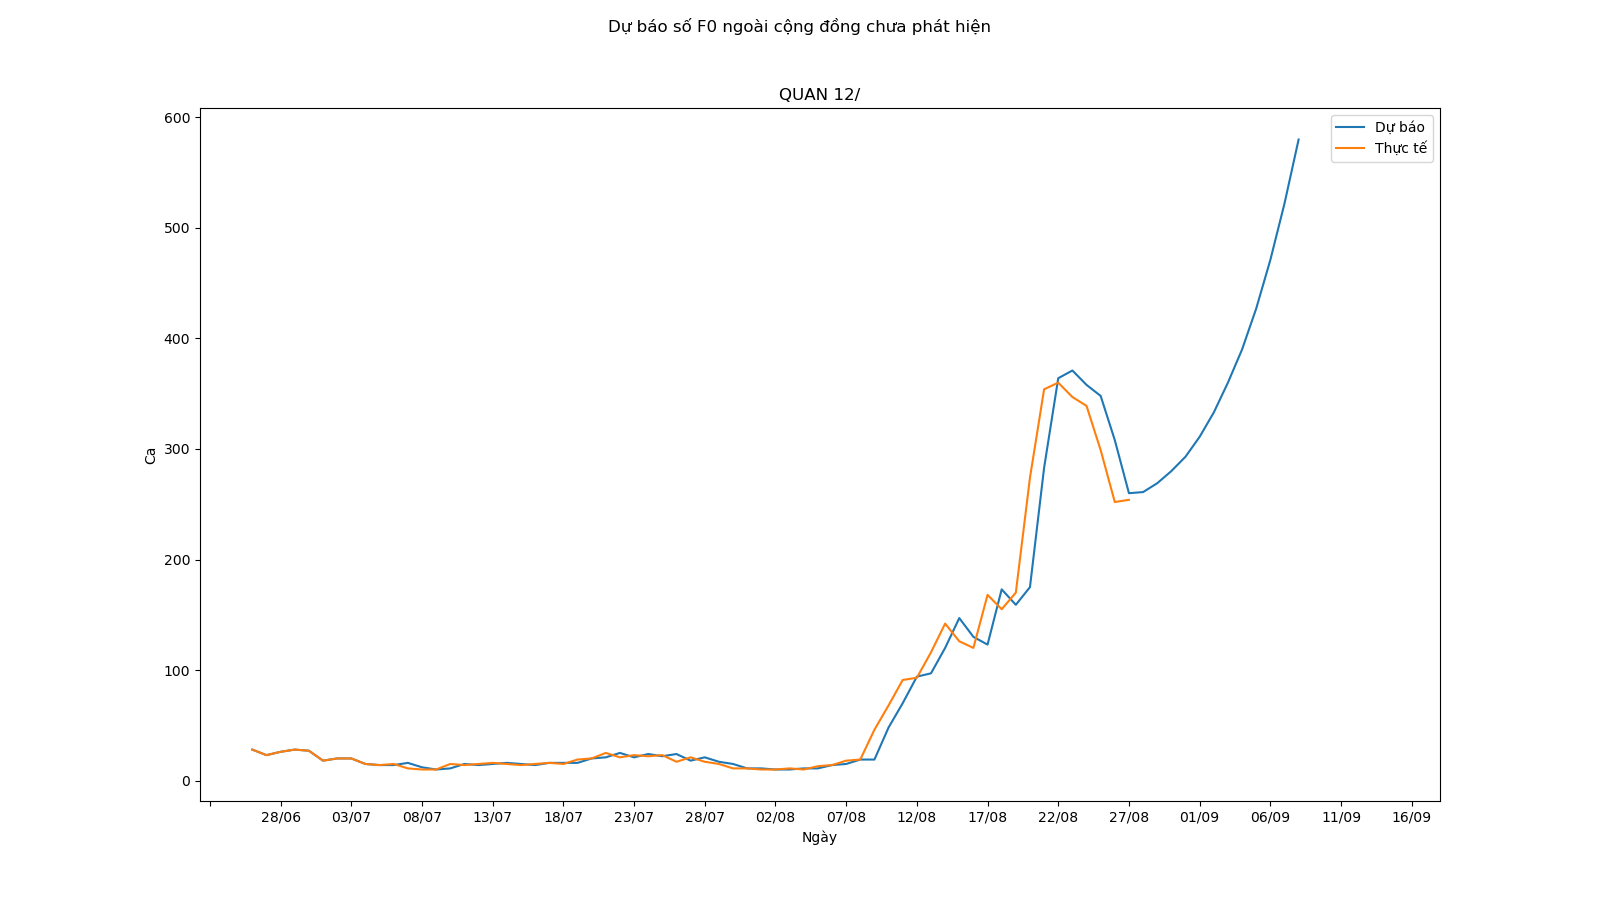 Dự báo số F0 ngoài cộng đồng chưa phát hiện
QUAN 12/
Dự báo
Thực tế
600
500
400
300
200
100
0
Ca
28/06 03/07 08/07 13/07 18/07 23/07 28/07 02/08 07/08 12/08 17/08 22/08 27/08 01/09 06/09 11/09 16/09
Ngày